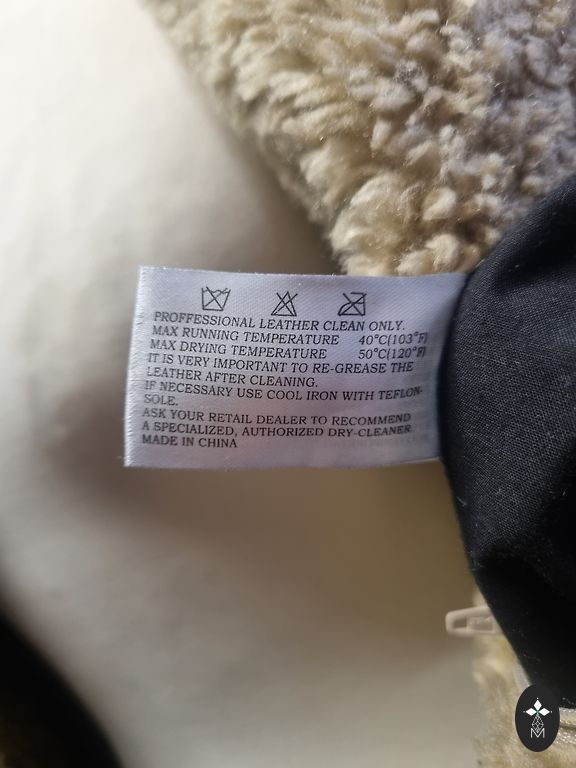 PROFFESSIONAL LEATHER CLEAN ONLY.
MAX RUNNING TEMPERATURE 40°C(103°F)
MAX DRYING TEMPERATURE 50°C(120°F)
IT IS VERY IMPORTANT TO RE-GREASE THE
LEATHER AFTER CLEANING.
IF NECESSARY USE COOL IRON WITH TEFLON-
SOLE.
ASK YOUR RETAIL DEALER TO RECOMMEND
A SPECIALIZED, AUTHORIZED DRY-CLEANER
MADE IN CHINA
M